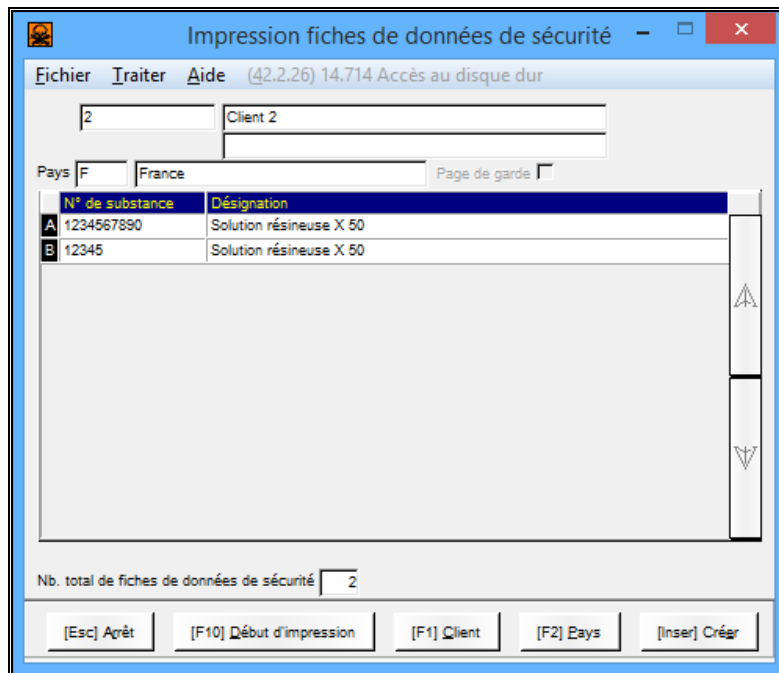 Impression fiches de données de sécurité
Fichier Traiter Aide (42.2.26) 14.714 Accès au disque dur
2 Client 2
Pays F France Page de garde
N° de substance Désignation
A 1234567890 Solution résineuse X 50
B 12345 Solution résineuse X 50
Nb. total de fiches de données de sécurité 2
[Esc] Arrêt [F10] Début d'impression [F1] Client [F2] Pays [Inser] Créer